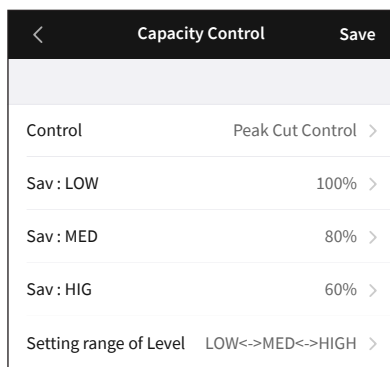 Capacity Control Save
Control Peak Cut Control
Sav : LOW 100%
Sav : MED 80%
Sav : HIG 60%
Setting range of Level LOW<->MED<->HIGH